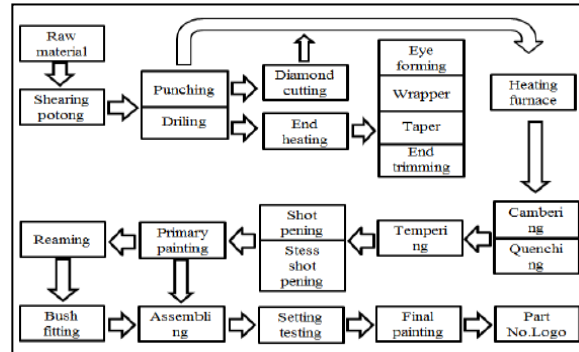 Raw
material
Shearing
potong
Punching
Driling
Diamond
cutting
End
heating
Eye
forming
Wrapper
Taper
End
trimming
Heating
furnace
Camberi
ng
Quenchi
ng
Temperi
ng
Shot
pening
Stess
shot
pening
Primary
painting
Reaming
Bush
fitting
Assembli
ng
Setting
testing
Final
painting
Part
No.Logo